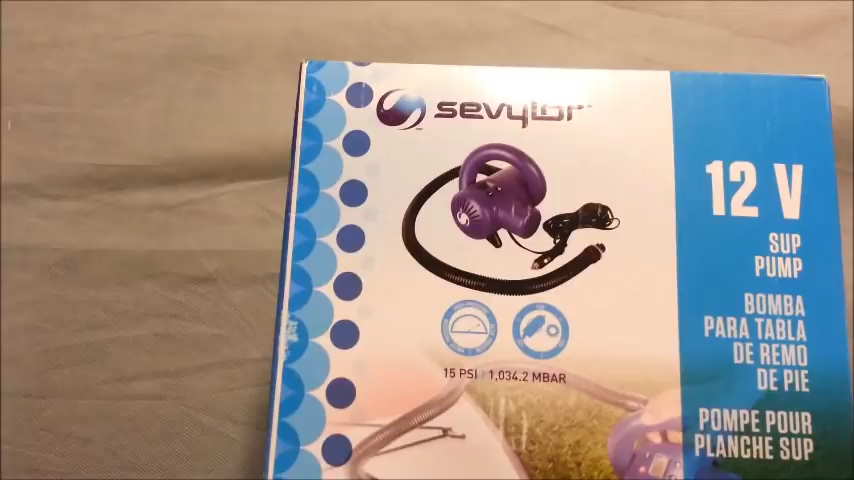 sevylor
12 V
SUP
PUMP
BOMBA
PARA TABLA
DE REMO
DE PIE
POMPE POUR
PLANCHE SUP
15 PSI | 1,034.2 MBAR